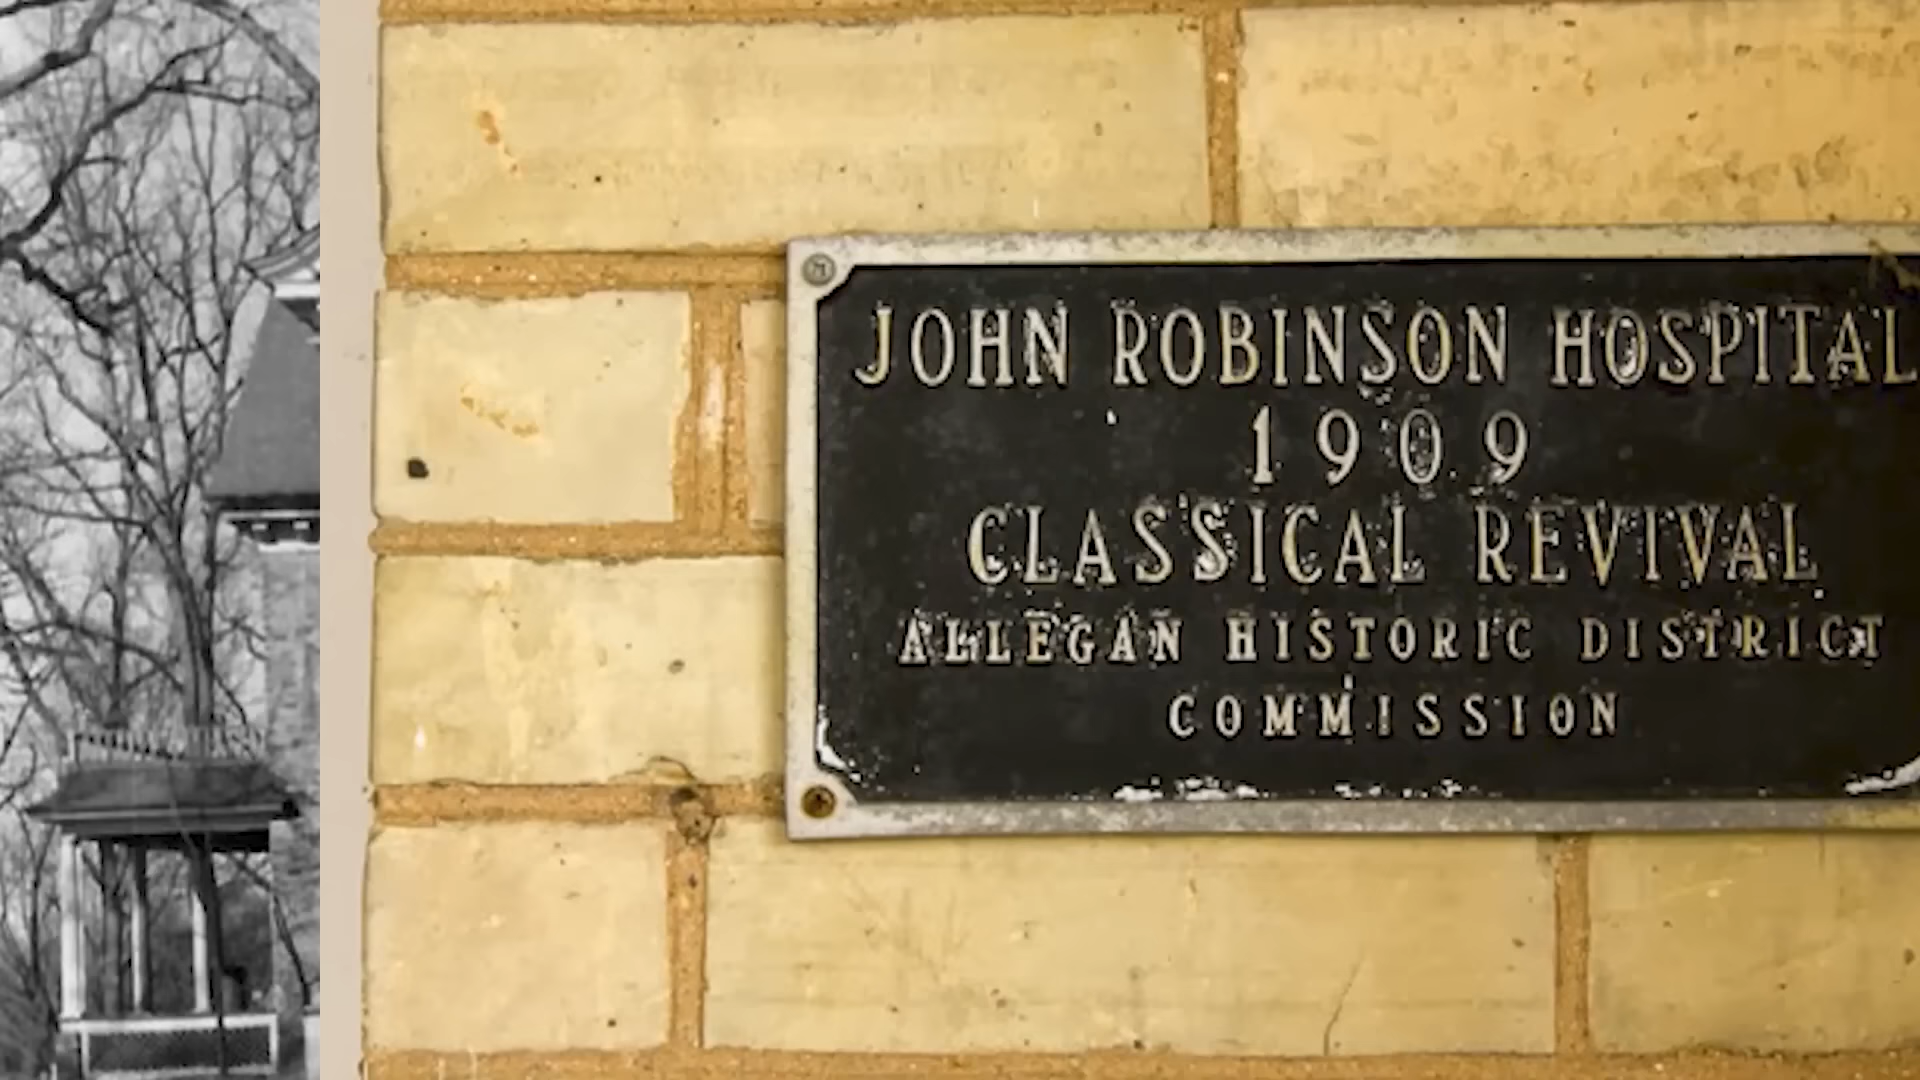 JOHN ROBINSON HOSPITAL
1909
CLASSICAL REVIVAL
ALLEGAN HISTORIC DISTRICT
COMMISSION